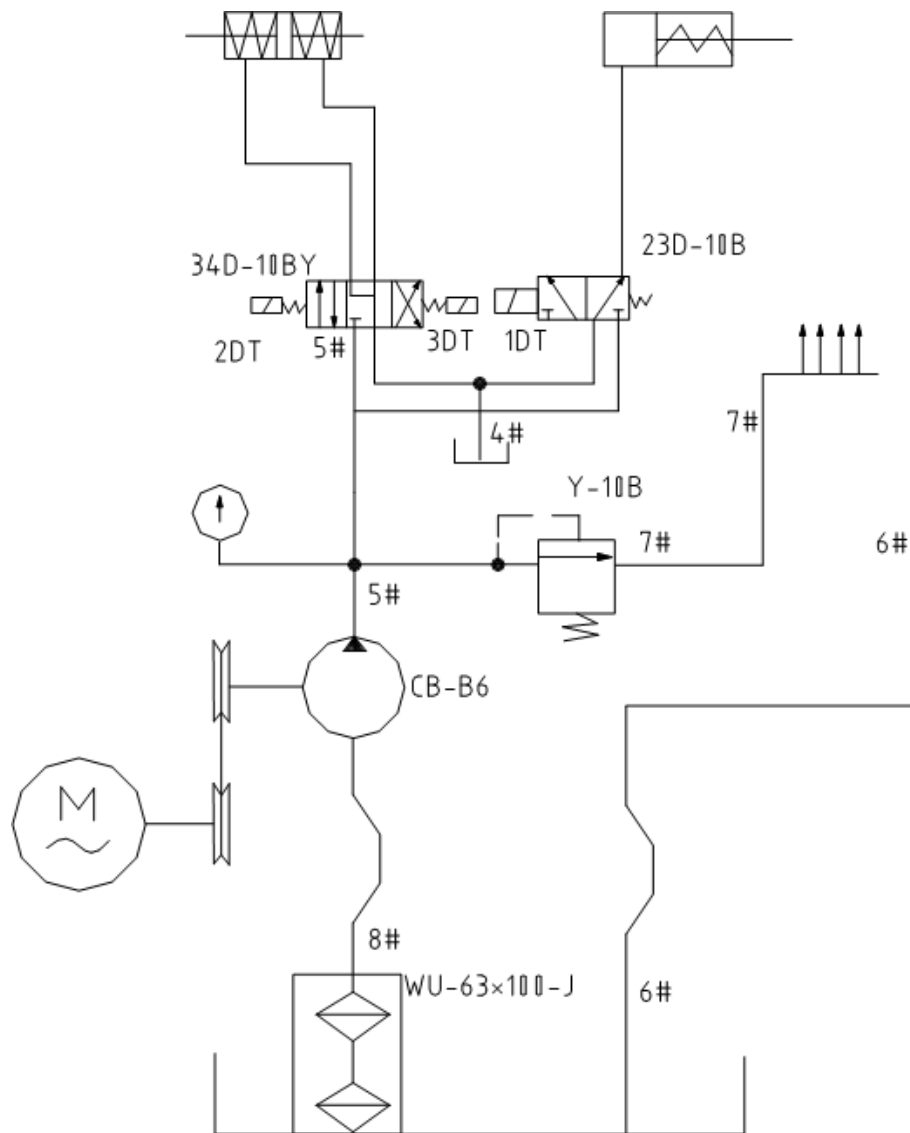 34D-10BY
23D-10B
2DT
5#
3DT
1DT
4#
7#
Y-10B
7#
6#
5#
CB-B6
M
8#
WU-63×100-J
6#